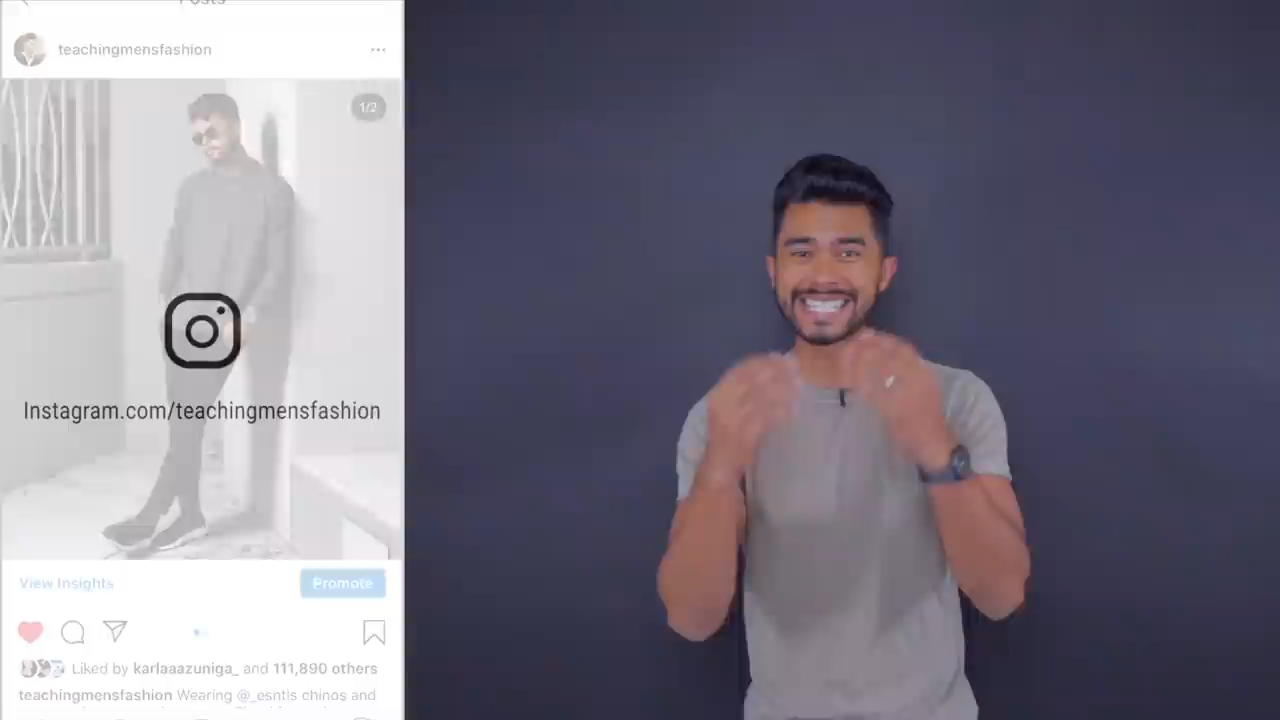 Posts
teachingmensfashion
1/2
Instagram.com/teachingmensfashion
View Insights
Promote
Liked by karlaaazuniga_ and 111,890 others
teachingmensfashion Wearing @_esntls chinos and